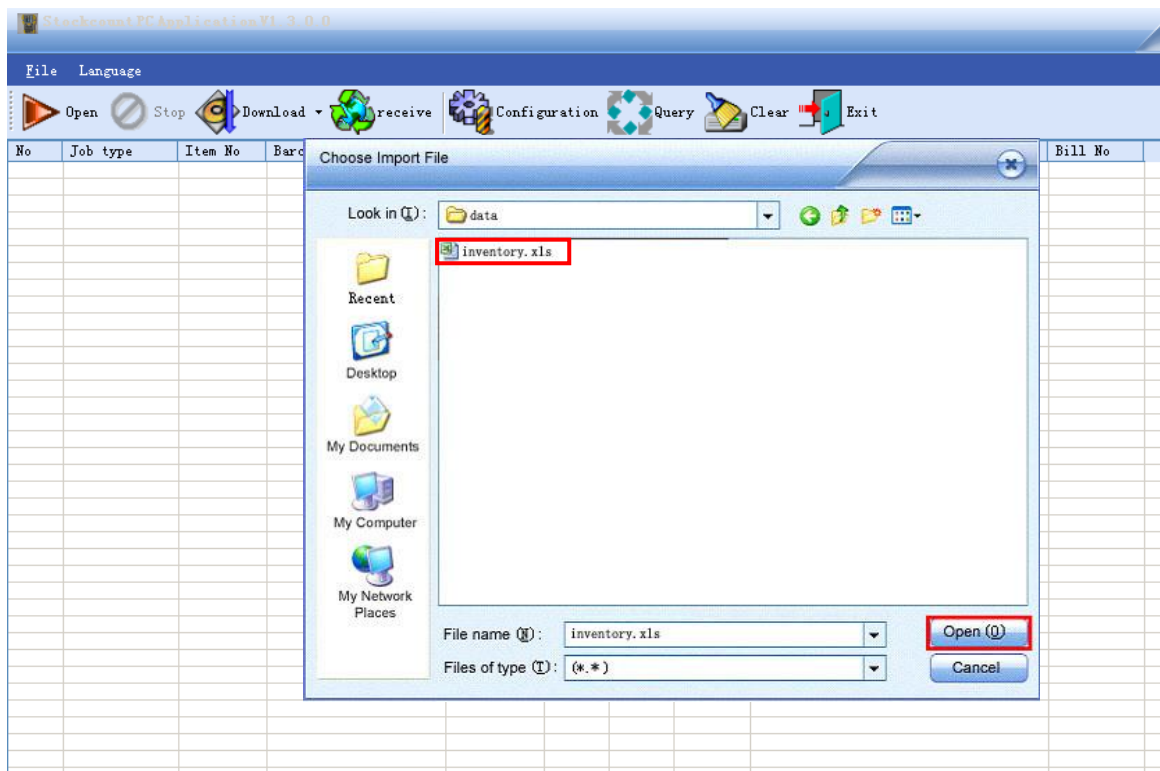 Stockcount PC Application V1.3.0.0
File Language
Open Stop Download receive Configuration Query Clear Exit
No Job type Item No Barc Bill No
Choose Import File
Look in (I): data
inventory.xls
Recent
Desktop
My Documents
My Computer
My Network
Places
File name (N): inventory.xls
Open (O)
Files of type (T): (*.*)
Cancel